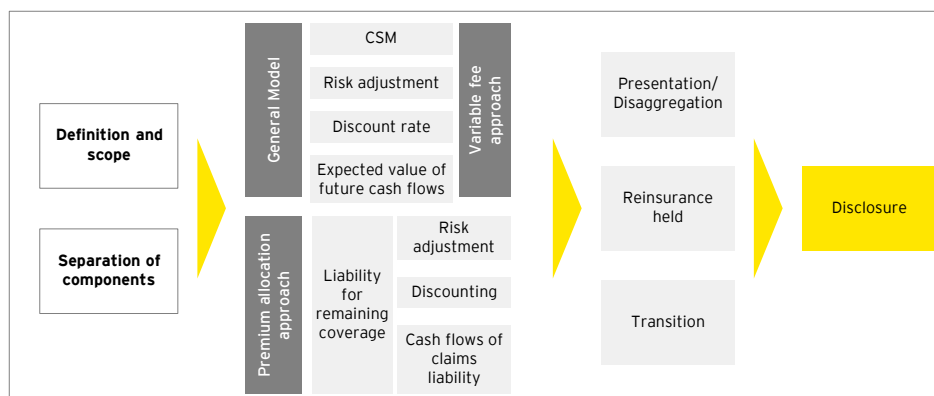 Definition and
scope
Separation of
components
General Model
CSM
Risk adjustment
Discount rate
Expected value of
future cash flows
Variable fee
approach
Premium allocation
approach
Liability
for
remaining
coverage
Risk
adjustment
Discounting
Cash flows of
claims
liability
Presentation/
Disaggregation
Reinsurance
held
Transition
Disclosure